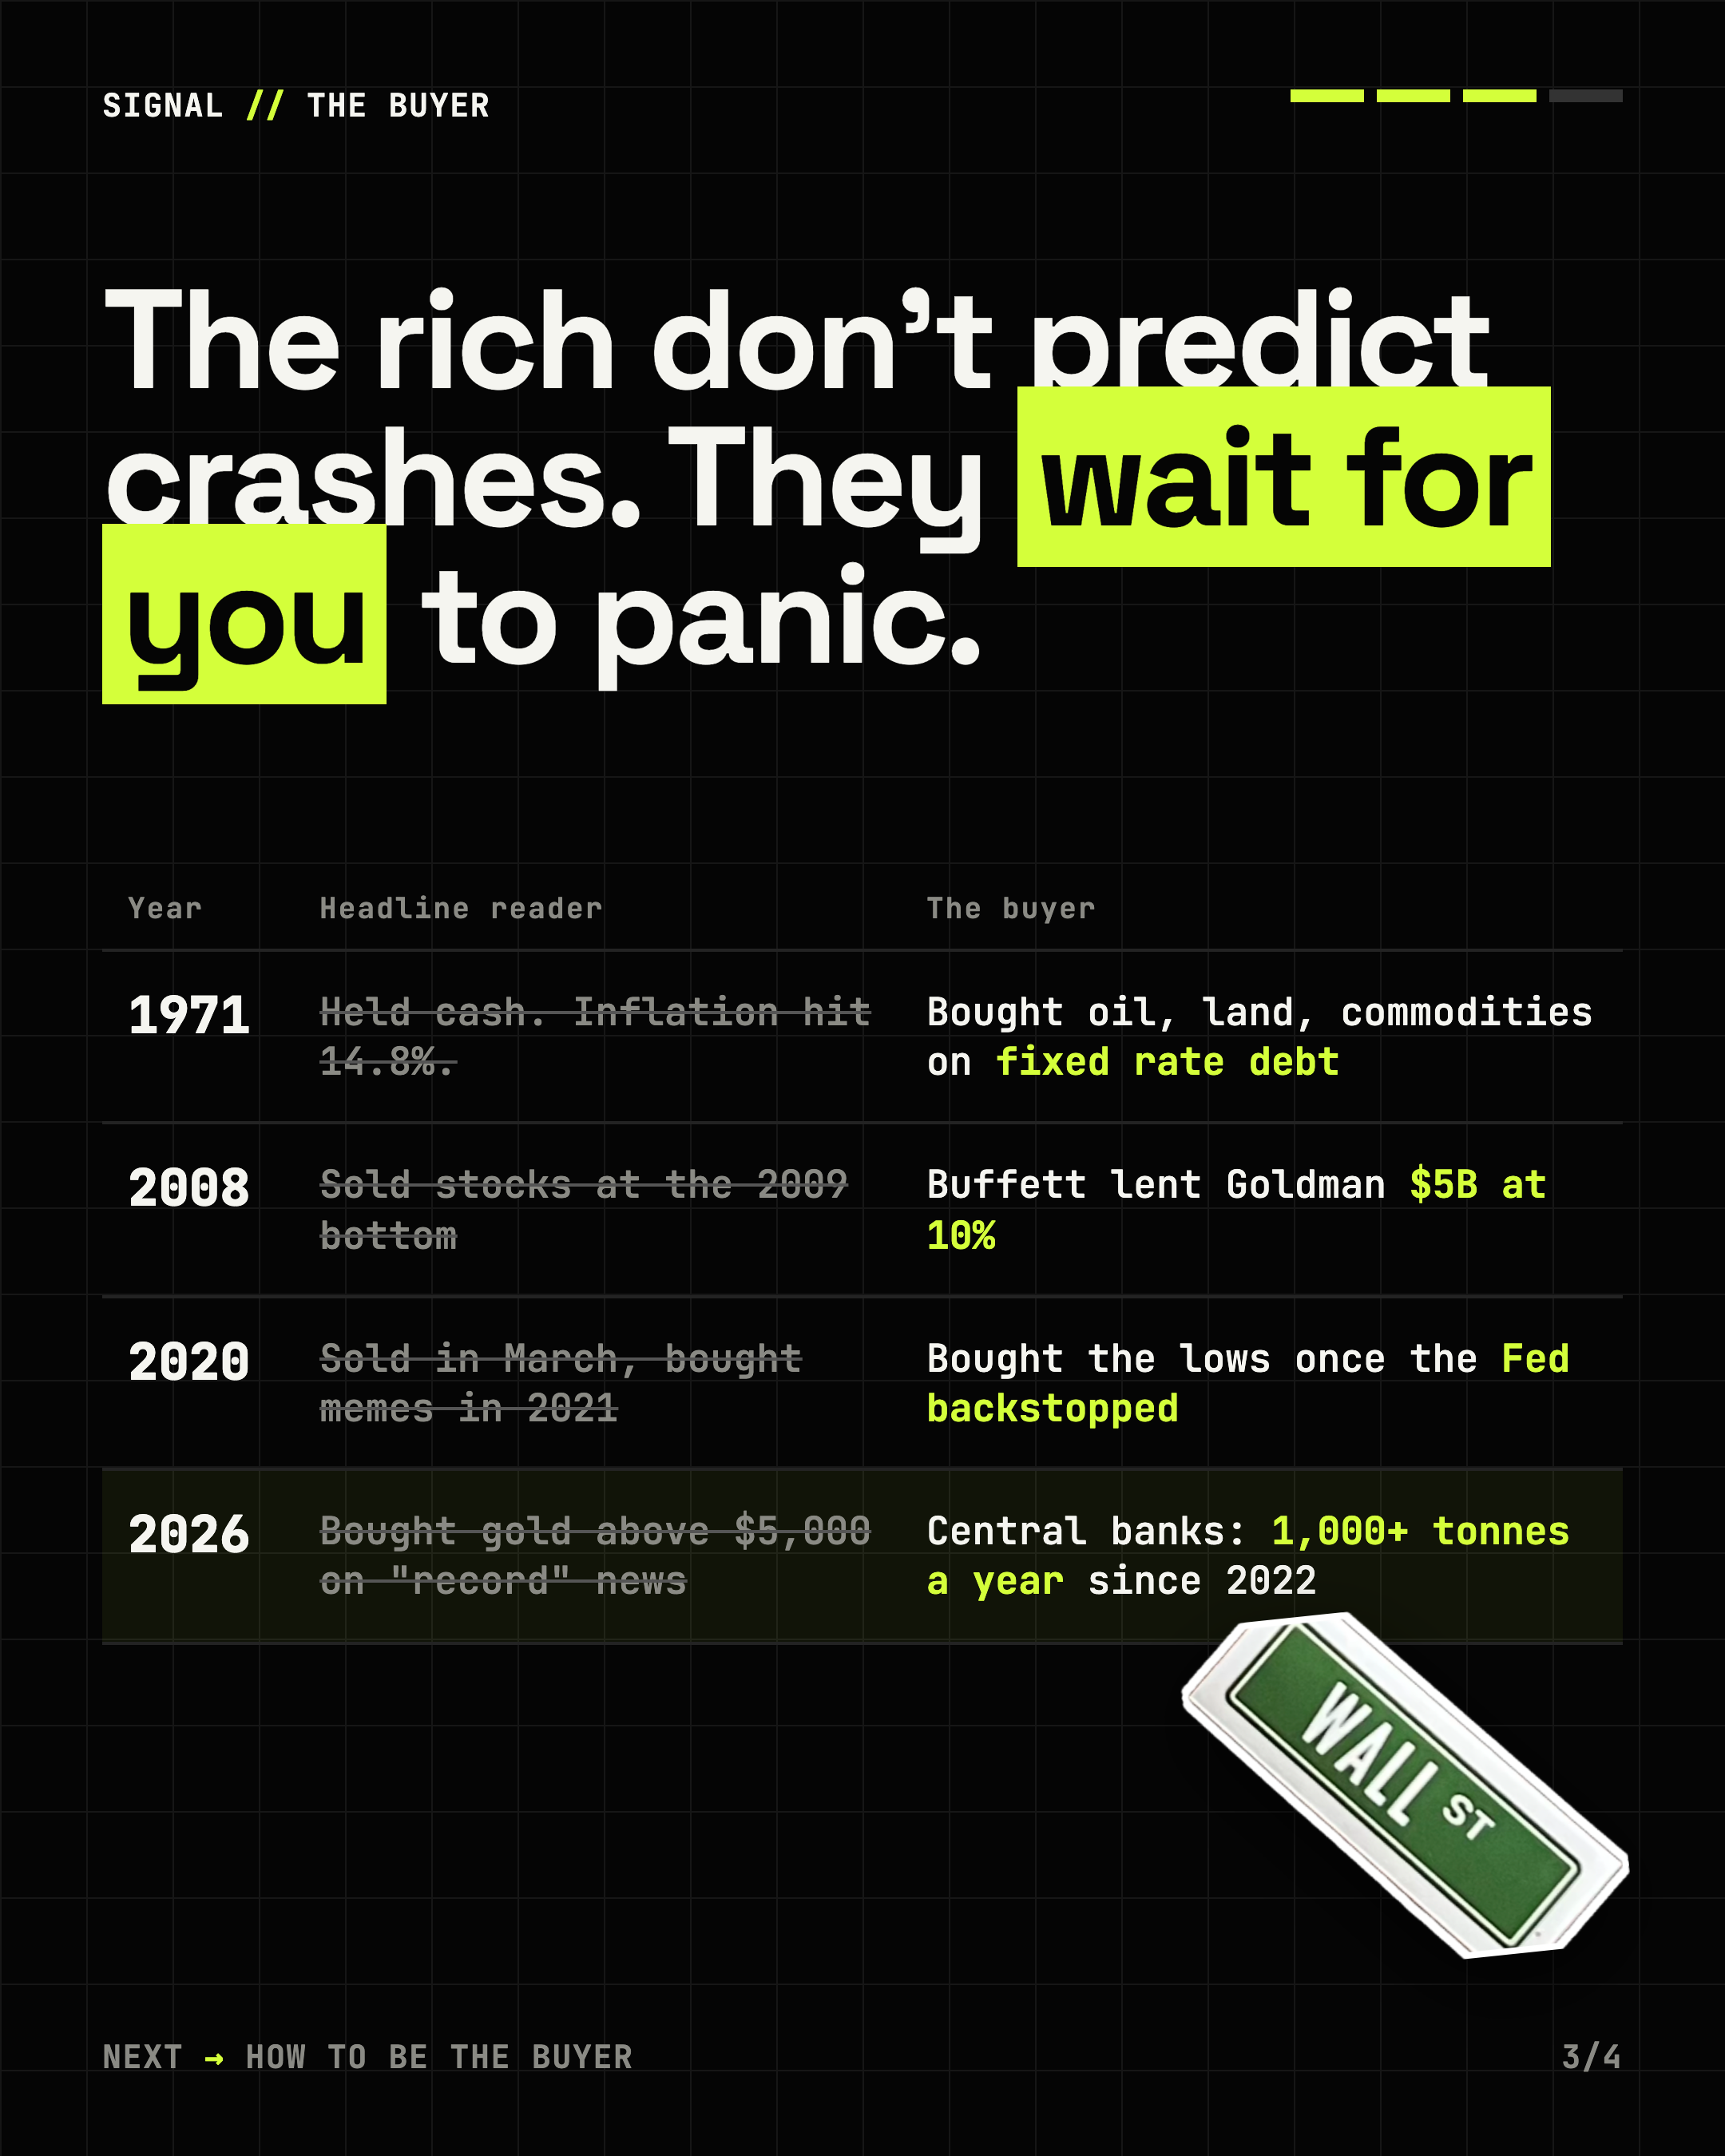 SIGNAL // THE BUYER
The rich don’t predict
crashes. They wait for
you to panic.
Year Headline reader The buyer
1971 Held cash. Inflation hit Bought oil, land, commodities
14.8%. on fixed rate debt
2008 Sold stocks at the 2009 Buffett lent Goldman $5B at
bottom 10%
2020 Sold in March, bought Bought the lows once the Fed
memes in 2021 backstopped
2026 Bought gold above $5,000 Central banks: 1,000+ tonnes
on "record" news a year since 2022
WALL ST
NEXT → HOW TO BE THE BUYER 3/4